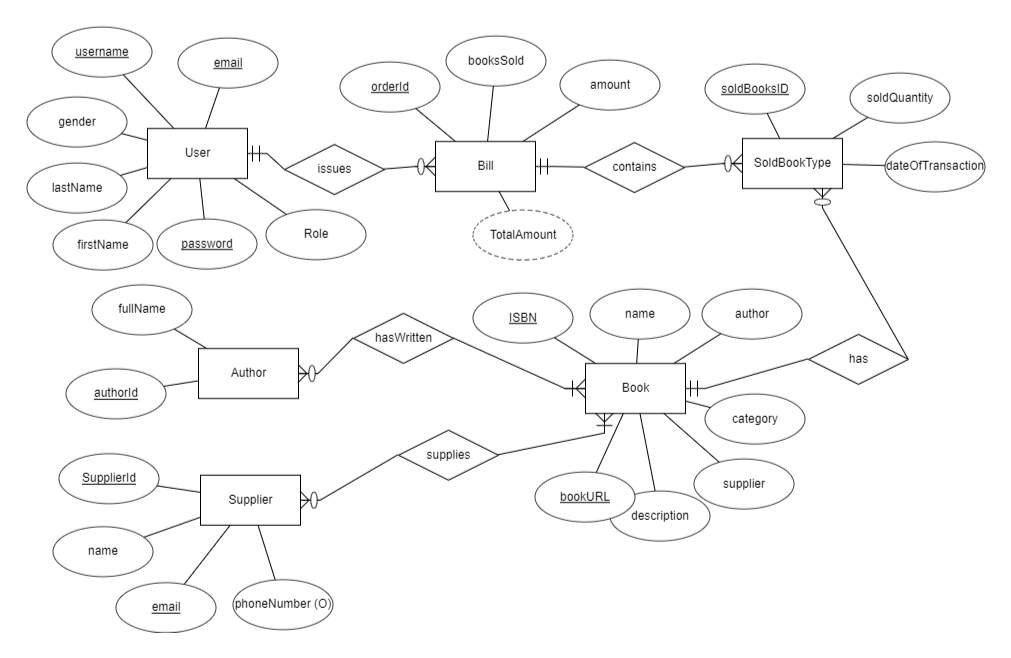 username
email
booksSold
orderId
amount
soldBooksID
soldQuantity
gender
User
issues
Bill
contains
SoldBookType
dateOfTransaction
lastName
firstName
password
Role
TotalAmount
fullName
ISBN
name
author
hasWritten
has
Author
Book
authorId
category
supplies
SupplierId
supplier
Supplier
bookURL
description
name
email
phoneNumber (O)